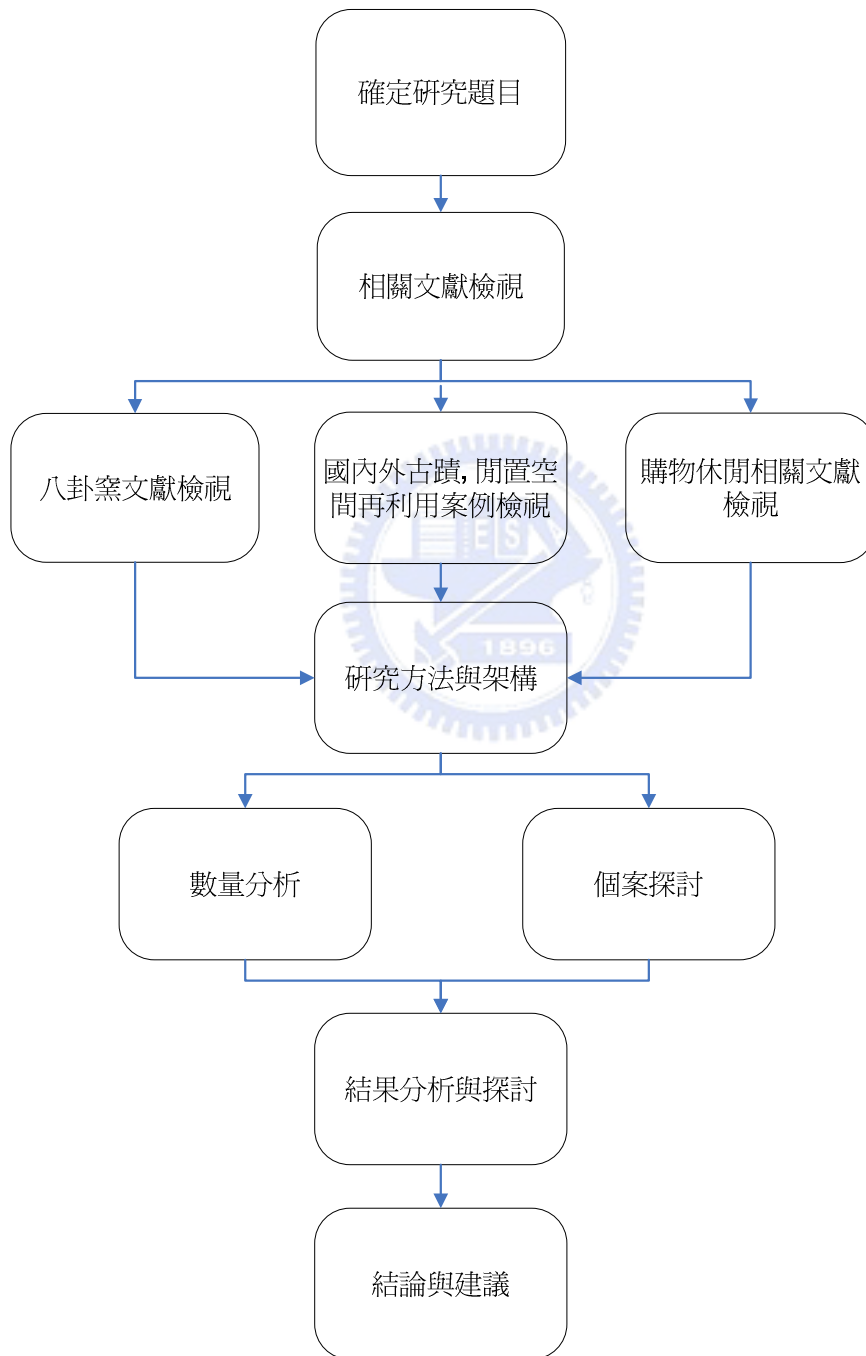 確定研究題目
相關文獻檢視
八卦窯文獻檢視
國內外古蹟, 閒置空
間再利用案例檢視
購物休閒相關文獻
檢視
E S
1896
研究方法與架構
數量分析
個案探討
結果分析與探討
結論與建議